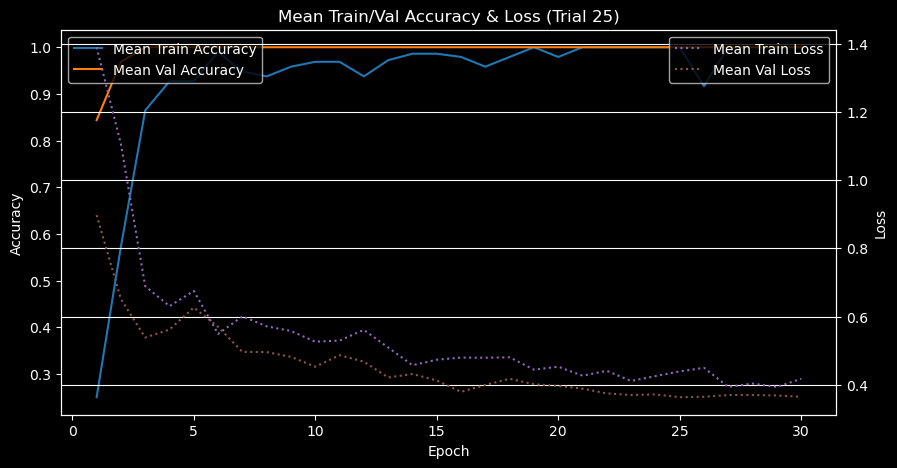 Mean Train/Val Accuracy & Loss (Trial 25)
Mean Train Accuracy
Mean Val Accuracy
Mean Train Loss
Mean Val Loss
1.0
0.9
0.8
0.7
0.6
0.5
0.4
0.3
Accuracy
1.4
1.2
1.0
0.8
0.6
0.4
Loss
0 5 10 15 20 25 30
Epoch